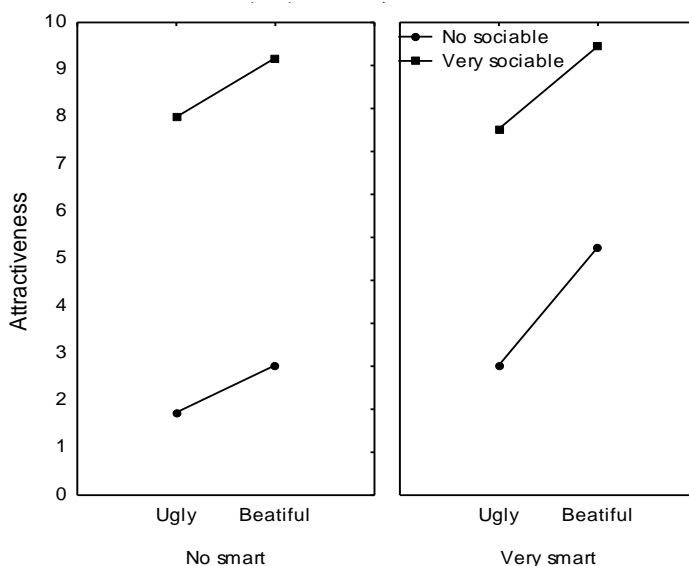 10
9
8
7
6
5
4
3
2
1
0
Attractiveness
No sociable
Very sociable
Ugly Beatiful
No smart
Ugly Beatiful
Very smart